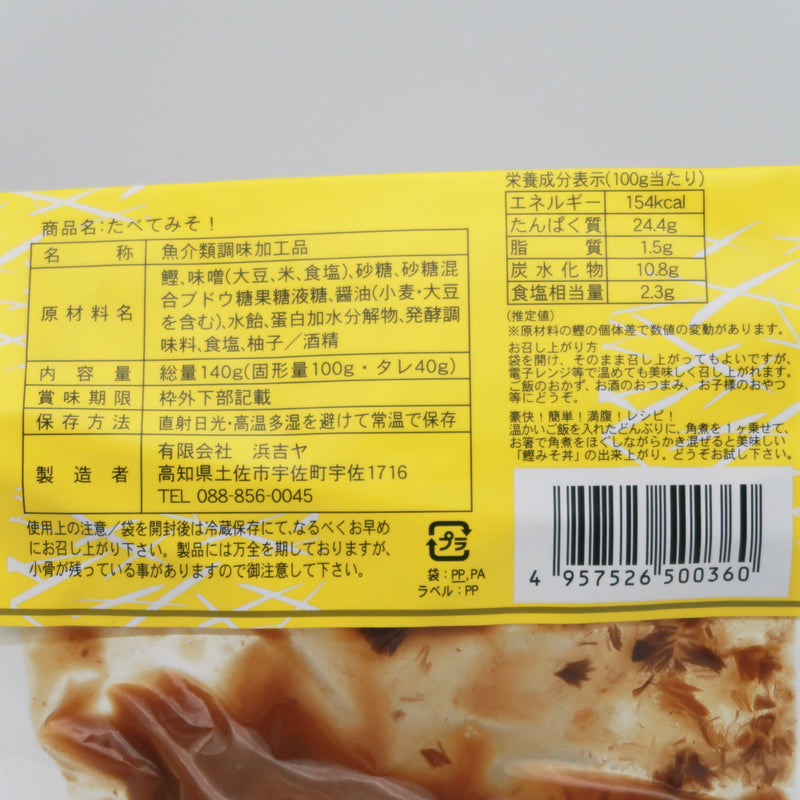 商品名:たべてみそ!
名称 魚介類調味加工品
原材料名 鰹、味噌(大豆、米、食塩)、砂糖、砂糖混
合ブドウ糖果糖液糖、醤油(小麦・大豆
を含む)、水飴、蛋白加水分解物、発酵調
味料、食塩、柚子/酒精
内容量 総量140g(固形量100g・タレ40g)
賞味期限 枠外下部記載
保存方法 直射日光・高温多湿を避けて常温で保存
製造者 有限会社 浜吉ヤ
高知県土佐市宇佐町宇佐1716
TEL 088-856-0045
使用上の注意/袋を開封後は冷蔵保存にて、なるべくお早め
にお召し上がり下さい。製品には万全を期しておりますが、
小骨が残っている事がありますので御注意して下さい。
プラ
袋:PP,PA
ラベル:PP
栄養成分表示(100g当たり)
エネルギー 154kcal
たんぱく質 24.4g
脂質 1.5g
炭水化物 10.8g
食塩相当量 2.3g
(推定値)
※原材料の鰹の個体差で数値の変動があります。
お召し上がり方
袋を開け、そのまま召し上がってもよいですが、
電子レンジ等で温めても美味しく召し上がれます。
ご飯のおかず、お酒のおつまみ、お子様のおやつ
等にどうぞ。
豪快!簡単!満腹!レシピ!
温かいご飯を入れたどんぶりに、角煮を1ヶ乗せて、
お箸で角煮をほぐしながらかき混ぜると美味しい
「鰹みそ丼」の出来上がり。どうぞお試し下さい。
4 957526 500360